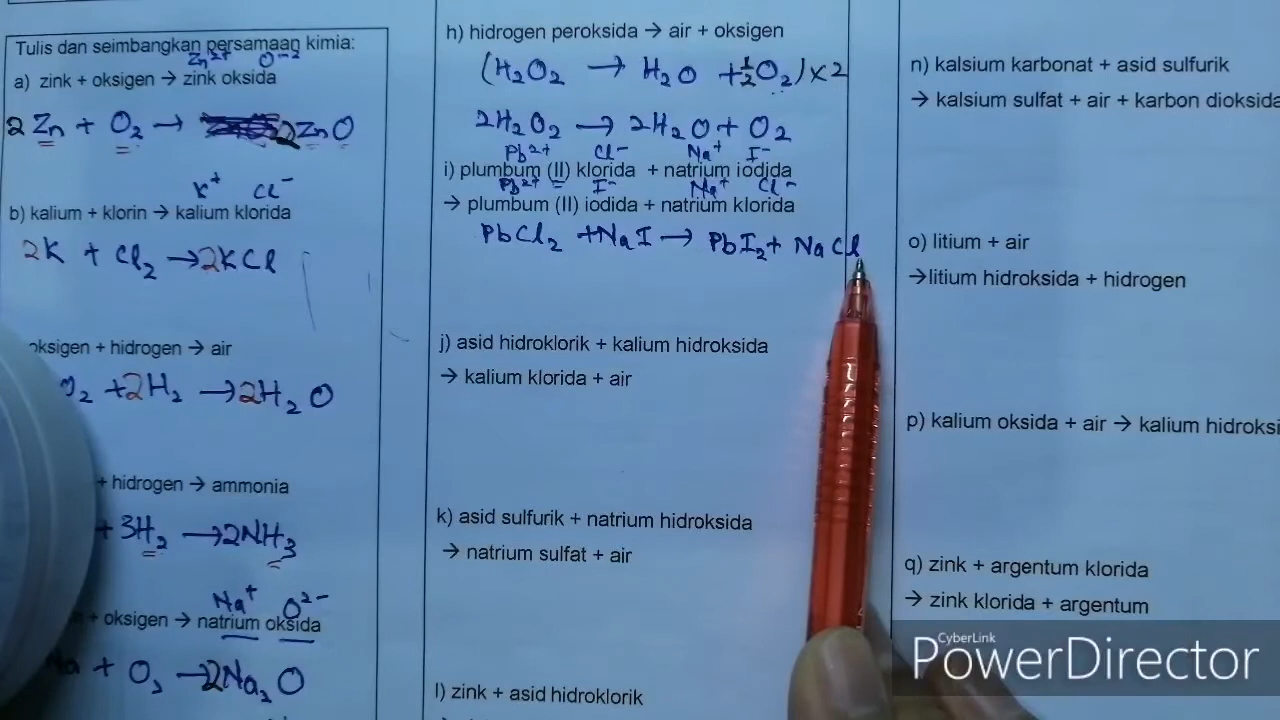 Tulis dan seimbangkan persamaan kimia:
Zn²⁺ O⁻²
a) zink + oksigen → zink oksida
2 Zn + O₂ → 2ZnO
K⁺ Cl⁻
b) kalium + klorin → kalium klorida
2K + Cl₂ → 2KCl
oksigen + hidrogen → air
O₂ + 2H₂ → 2H₂O
+ hidrogen → ammonia
+ 3H₂ → 2NH₃
Na⁺ O²⁻
+ oksigen → natrium oksida
+ O₂ → 2Na₂O
h) hidrogen peroksida → air + oksigen
(H₂O₂ → H₂O + ½O₂) x 2
2H₂O₂ → 2H₂O + O₂
Pb²⁺ Cl⁻ Na⁺ I⁻
i) plumbum (II) klorida + natrium iodida
Pb²⁺ I⁻ Na⁺ Cl⁻
→ plumbum (II) iodida + natrium klorida
PbCl₂ + NaI → PbI₂ + NaCl
j) asid hidroklorik + kalium hidroksida
→ kalium klorida + air
k) asid sulfurik + natrium hidroksida
→ natrium sulfat + air
l) zink + asid hidroklorik
n) kalsium karbonat + asid sulfurik
→ kalsium sulfat + air + karbon dioksida
o) litium + air
→litium hidroksida + hidrogen
p) kalium oksida + air → kalium hidroksi
q) zink + argentum klorida
→ zink klorida + argentum
CyberLink
PowerDirector